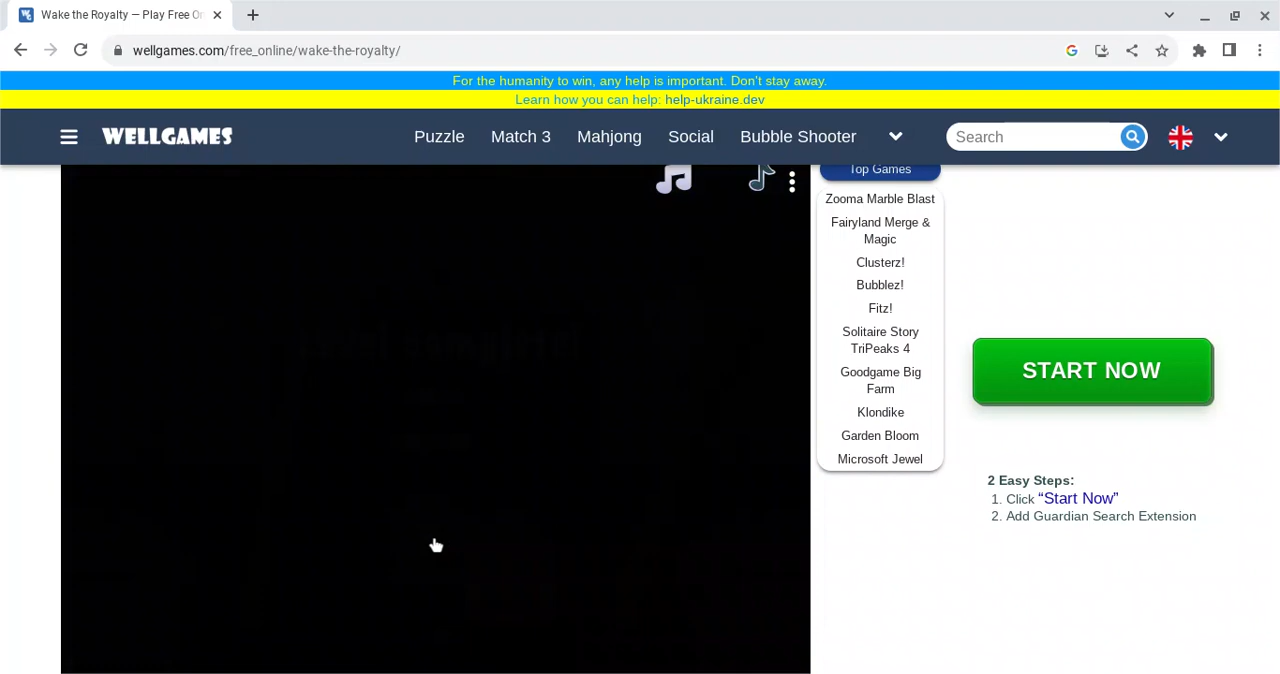 Wake the Royalty — Play Free On
wellgames.com/free_online/wake-the-royalty/
For the humanity to win, any help is important. Don't stay away.
Learn how you can help: help-ukraine.dev
WELLGAMES
Puzzle Match 3 Mahjong Social Bubble Shooter
Search
Top Games
Zooma Marble Blast
Fairyland Merge &
Magic
Clusterz!
Bubblez!
Fitz!
Solitaire Story
TriPeaks 4
Goodgame Big
Farm
Klondike
Garden Bloom
Microsoft Jewel
Level complete!
START NOW
2 Easy Steps:
1. Click “Start Now”
2. Add Guardian Search Extension